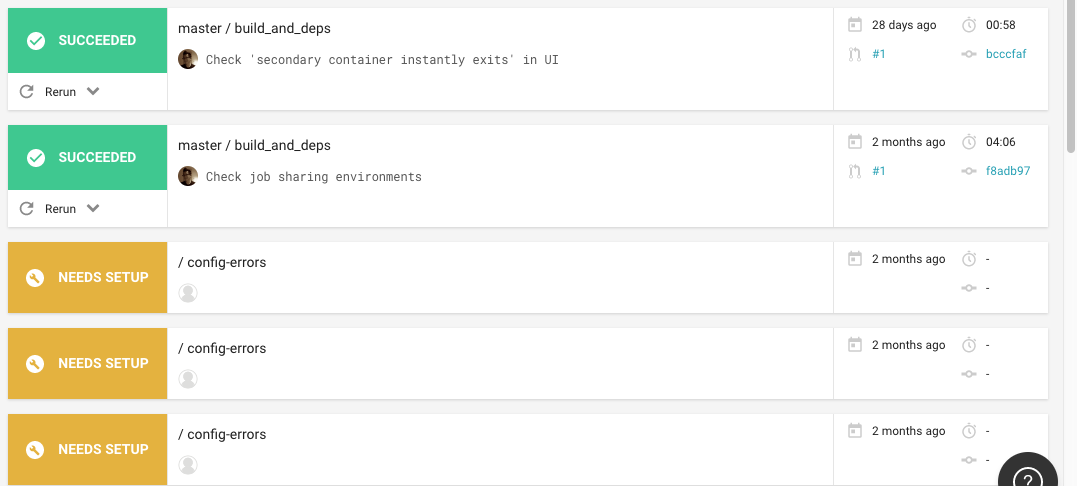 SUCCEEDED
master / build_and_deps
28 days ago
00:58
Check 'secondary container instantly exits' in UI
#1
bcccfaf
Rerun
SUCCEEDED
master / build_and_deps
2 months ago
04:06
Check job sharing environments
#1
f8adb97
Rerun
NEEDS SETUP
/ config-errors
2 months ago
-
-
NEEDS SETUP
/ config-errors
2 months ago
-
-
NEEDS SETUP
/ config-errors
2 months ago
-
-
?